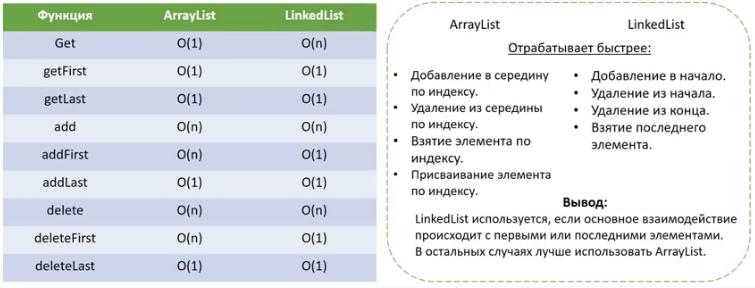 Функция ArrayList LinkedList
Get O(1) O(n)
getFirst O(1) O(1)
getLast O(1) O(1)
add O(n) O(n)
addFirst O(n) O(1)
addLast O(1) O(1)
delete O(n) O(n)
deleteFirst O(n) O(1)
deleteLast O(1) O(1)
ArrayList LinkedList
Отрабатывает быстрее:
• Добавление в середину
по индексу.
• Удаление из середины
по индексу.
• Взятие элемента по
индексу.
• Присваивание элемента
по индексу.
• Добавление в начало.
• Удаление из начала.
• Удаление из конца.
• Взятие последнего
элемента.
Вывод:
LinkedList используется, если основное взаимодействие
происходит с первыми или последними элементами.
В остальных случаях лучше использовать ArrayList.